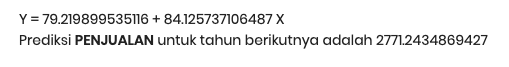 Y = 79.219899535116 + 84.125737106487 X
Prediksi PENJUALAN untuk tahun berikutnya adalah 2771.2434869427